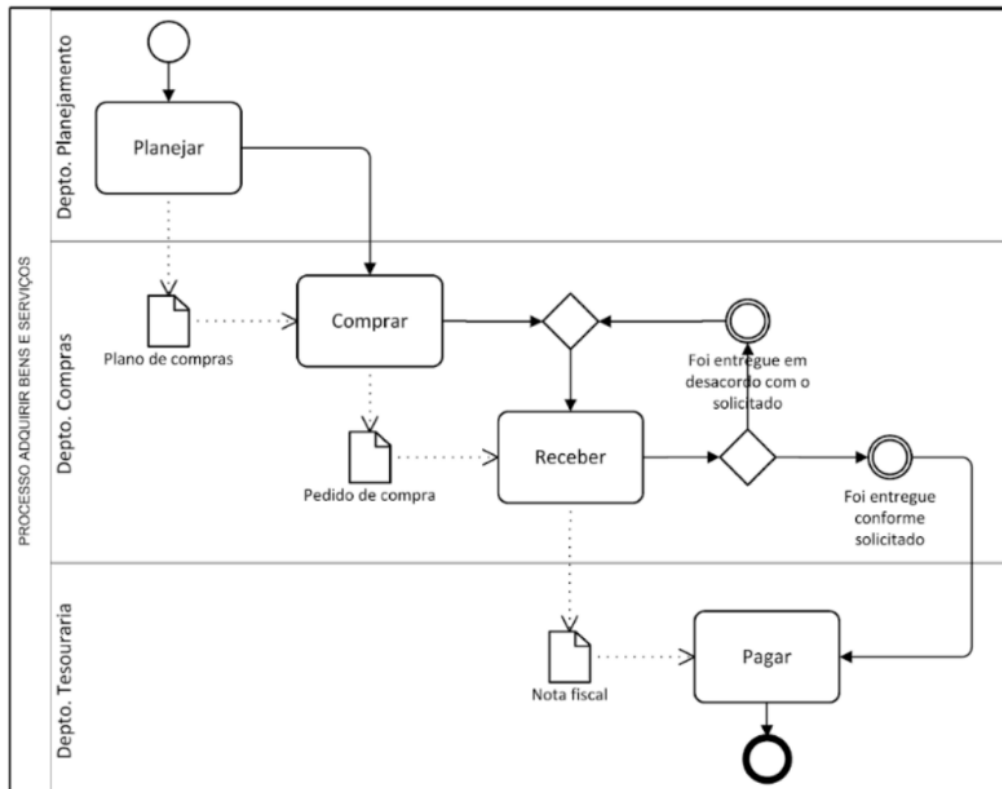 PROCESSO ADQUIRIR BENS E SERVIÇOS
Depto. Planejamento
Planejar
Depto. Compras
Plano de compras
Comprar
Foi entregue em
desacordo com o
solicitado
Pedido de compra
Receber
Foi entregue
conforme
solicitado
Depto. Tesouraria
Nota fiscal
Pagar